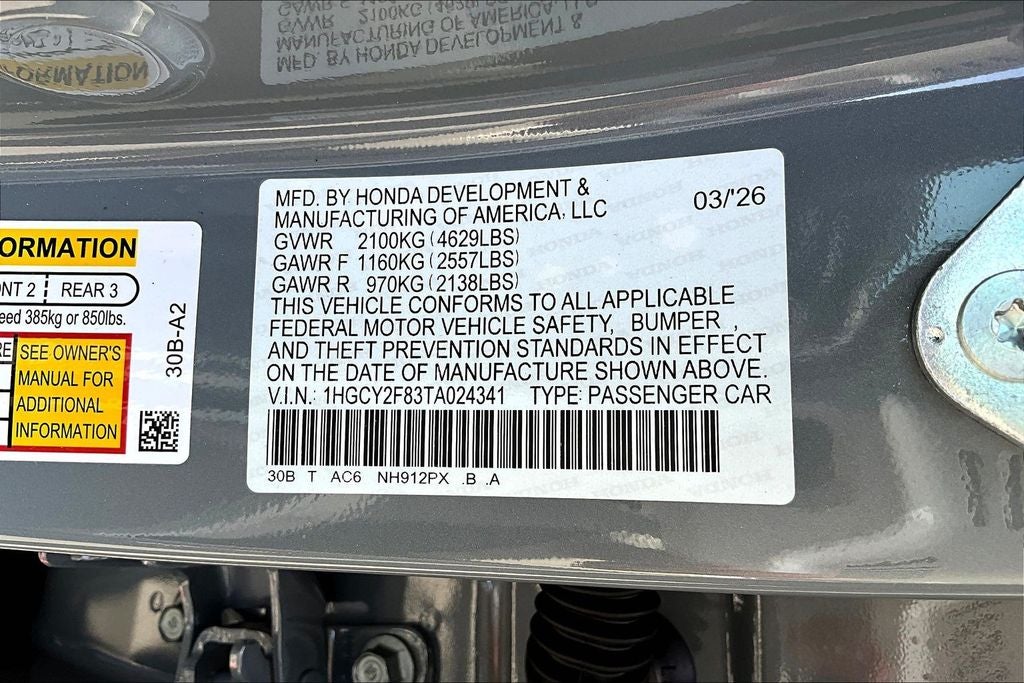 MFD. BY HONDA DEVELOPMENT &
MANUFACTURING OF AMERICA, LLC
03/'26
GVWR 2100KG (4629LBS)
GAWR F 1160KG (2557LBS)
GAWR R 970KG (2138LBS)
THIS VEHICLE CONFORMS TO ALL APPLICABLE
FEDERAL MOTOR VEHICLE SAFETY, BUMPER ,
AND THEFT PREVENTION STANDARDS IN EFFECT
ON THE DATE OF MANUFACTURE SHOWN ABOVE.
V.I.N.: 1HGCY2F83TA024341 TYPE: PASSENGER CAR
30B T AC6 NH912PX .B .A
ORMATION
NT 2 REAR 3
eed 385kg or 850lbs.
RE SEE OWNER'S
MANUAL FOR
ADDITIONAL
INFORMATION
30B-A2